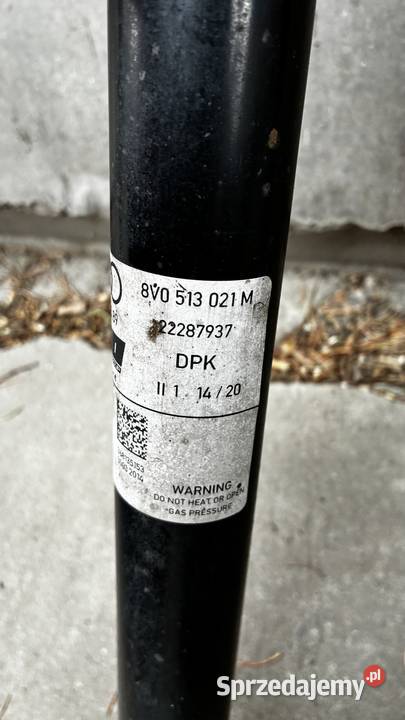 8V0 513 021 M
22287937
DPK
II 1 . 14 / 20
WARNING
DO NOT HEAT OR OPEN
GAS PRESSURE
Sprzedajemy.pl